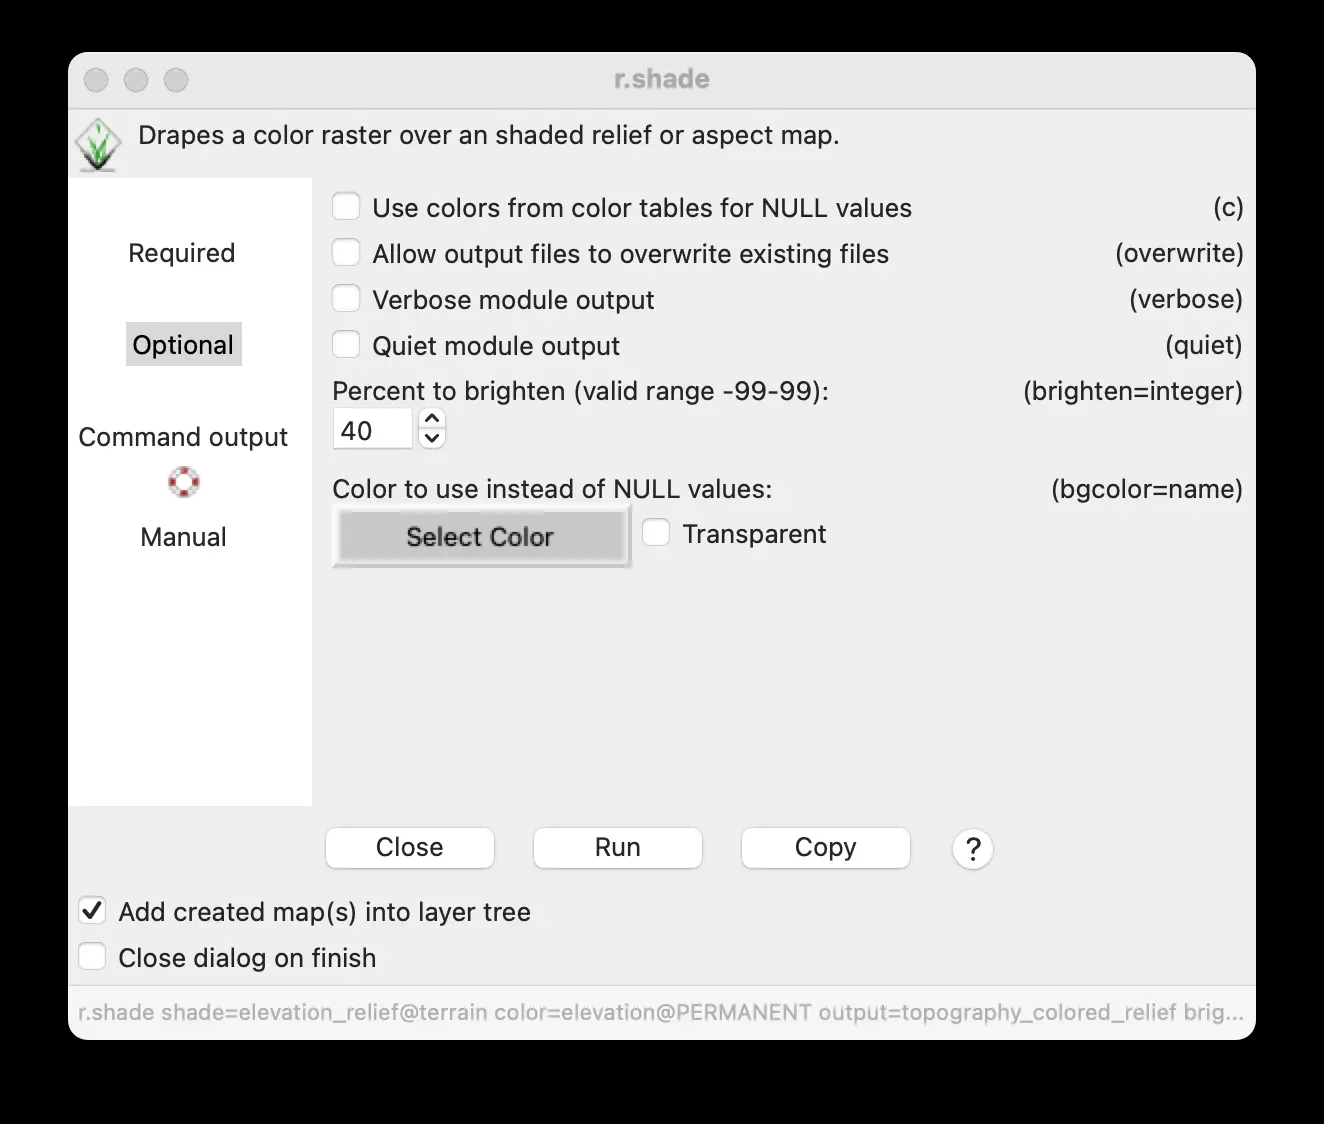 r.shade
Drapes a color raster over an shaded relief or aspect map.
Required
Optional
Command output
Manual
Use colors from color tables for NULL values (c)
Allow output files to overwrite existing files (overwrite)
Verbose module output (verbose)
Quiet module output (quiet)
Percent to brighten (valid range -99-99): (brighten=integer)
40
Color to use instead of NULL values: (bgcolor=name)
Select Color Transparent
Close Run Copy ?
Add created map(s) into layer tree
Close dialog on finish
r.shade shade=elevation_relief@terrain color=elevation@PERMANENT output=topography_colored_relief brig...